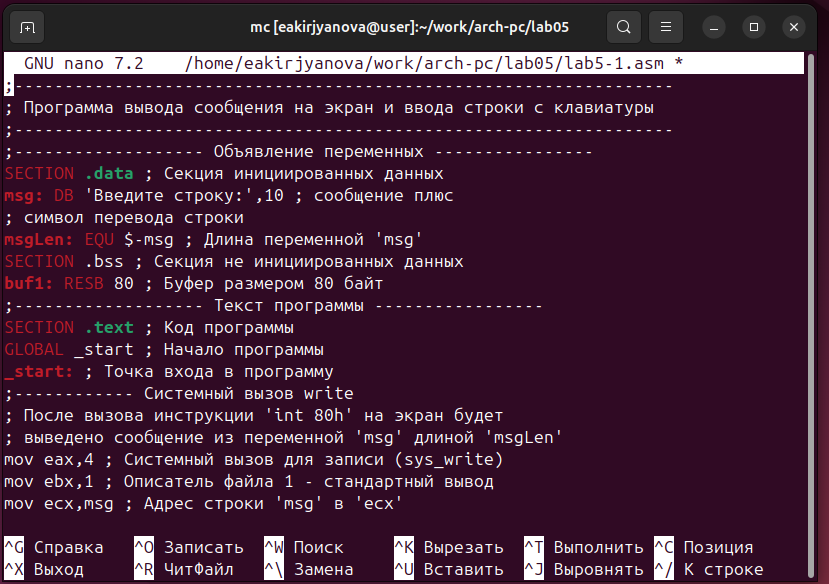 mc [eakirjyanova@user]:~/work/arch-pc/lab05
GNU nano 7.2    /home/eakirjyanova/work/arch-pc/lab05/lab5-1.asm *
;------------------------------------------------------------------
; Программа вывода сообщения на экран и ввода строки с клавиатуры
;------------------------------------------------------------------
;------------------- Объявление переменных ----------------
SECTION .data ; Секция инициированных данных
msg: DB 'Введите строку:',10 ; сообщение плюс
; символ перевода строки
msgLen: EQU $-msg ; Длина переменной 'msg'
SECTION .bss ; Секция не инициированных данных
buf1: RESB 80 ; Буфер размером 80 байт
;------------------- Текст программы -----------------
SECTION .text ; Код программы
GLOBAL _start ; Начало программы
_start: ; Точка входа в программу
;------------ Системный вызов write
; После вызова инструкции 'int 80h' на экран будет
; выведено сообщение из переменной 'msg' длиной 'msgLen'
mov eax,4 ; Системный вызов для записи (sys_write)
mov ebx,1 ; Описатель файла 1 - стандартный вывод
mov ecx,msg ; Адрес строки 'msg' в 'ecx'
^G Справка ^O Записать ^W Поиск ^K Вырезать ^T Выполнить ^C Позиция
^X Выход ^R ЧитФайл ^\ Замена ^U Вставить ^J Выровнять ^/ К строке